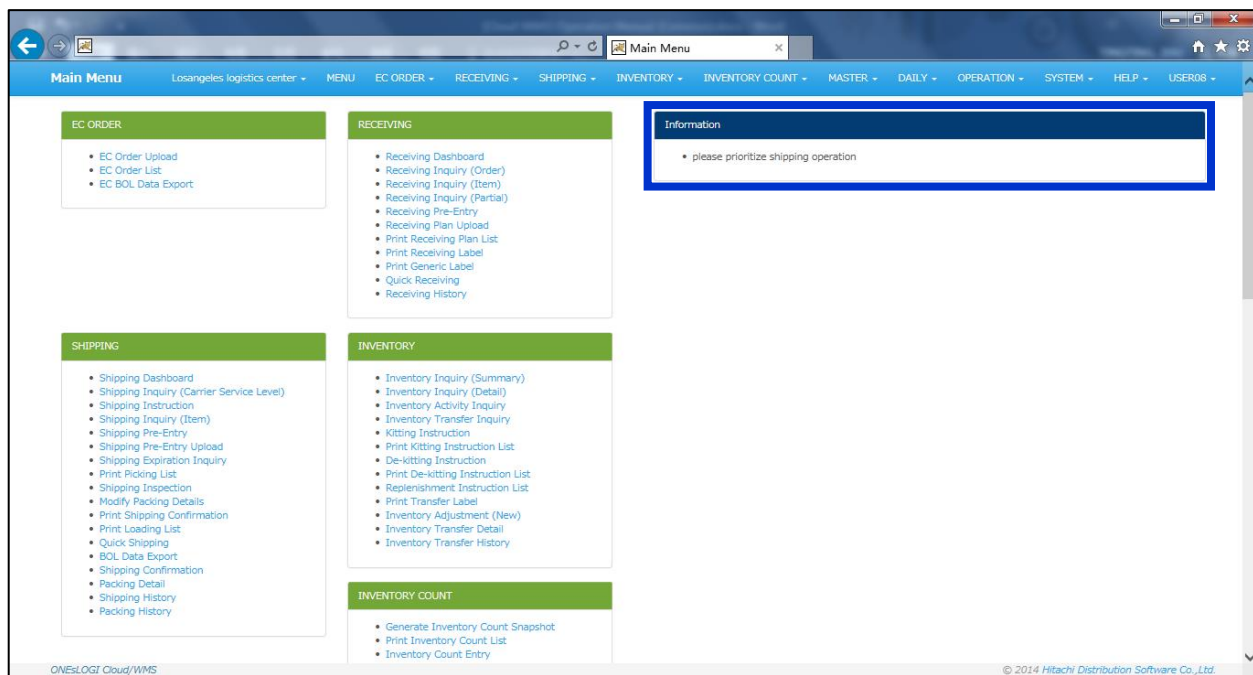 Main Menu
Main Menu
Losangeles logistics center
MENU
EC ORDER
RECEIVING
SHIPPING
INVENTORY
INVENTORY COUNT
MASTER
DAILY
OPERATION
SYSTEM
HELP
USER08
EC ORDER
EC Order Upload
EC Order List
EC BOL Data Export
RECEIVING
Receiving Dashboard
Receiving Inquiry (Order)
Receiving Inquiry (Item)
Receiving Inquiry (Partial)
Receiving Pre-Entry
Receiving Plan Upload
Print Receiving Plan List
Print Receiving Label
Print Generic Label
Quick Receiving
Receiving History
Information
please prioritize shipping operation
SHIPPING
Shipping Dashboard
Shipping Inquiry (Carrier Service Level)
Shipping Instruction
Shipping Inquiry (Item)
Shipping Pre-Entry
Shipping Pre-Entry Upload
Shipping Expiration Inquiry
Print Picking List
Shipping Inspection
Modify Packing Details
Print Shipping Confirmation
Print Loading List
Quick Shipping
BOL Data Export
Shipping Confirmation
Packing Detail
Shipping History
Packing History
INVENTORY
Inventory Inquiry (Summary)
Inventory Inquiry (Detail)
Inventory Activity Inquiry
Inventory Transfer Inquiry
Kitting Instruction
Print Kitting Instruction List
De-kitting Instruction
Print De-kitting Instruction List
Replenishment Instruction List
Print Transfer Label
Inventory Adjustment (New)
Inventory Transfer Detail
Inventory Transfer History
INVENTORY COUNT
Generate Inventory Count Snapshot
Print Inventory Count List
Inventory Count Entry
ONEsLOGI Cloud/WMS
© 2014 Hitachi Distribution Software Co.,Ltd.